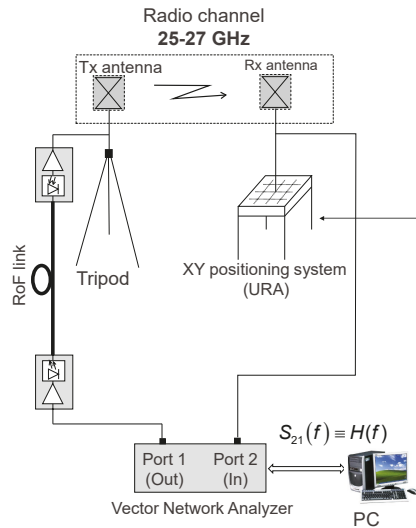 Radio channel
25-27 GHz
Tx antenna
Rx antenna
RoF link
Tripod
XY positioning system
(URA)
S₂₁(f) ≡ H(f)
Port 1
(Out)
Port 2
(In)
Vector Network Analyzer
PC